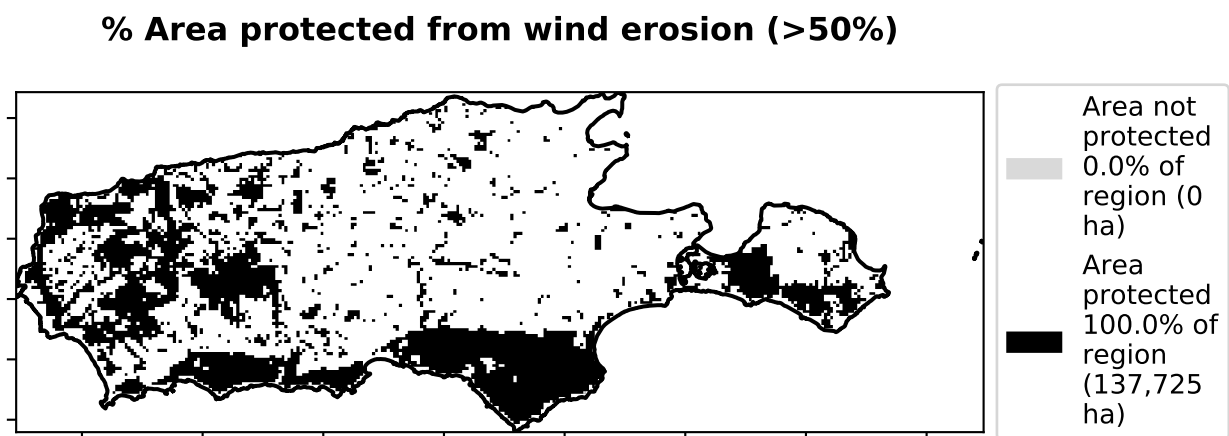 % Area protected from wind erosion (>50%)
Area not
protected
0.0% of
region (0
ha)
Area
protected
100.0% of
region
(137,725
ha)